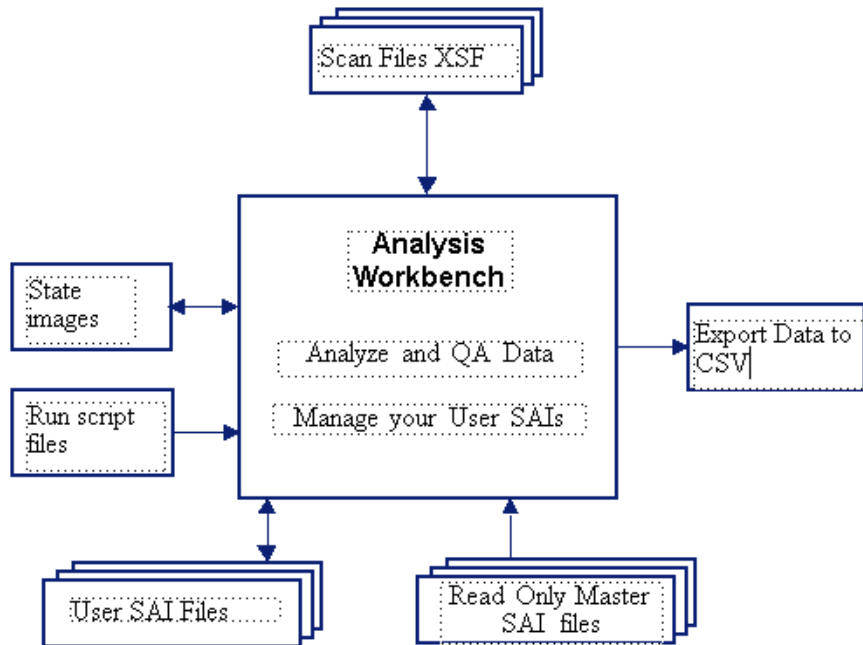 Scan Files XSF
Analysis
Workbench
State
images
Analyze and QA Data
Export Data to
CSV
Run script
files
Manage your User SAIs
User SAI Files
Read Only Master
SAI files